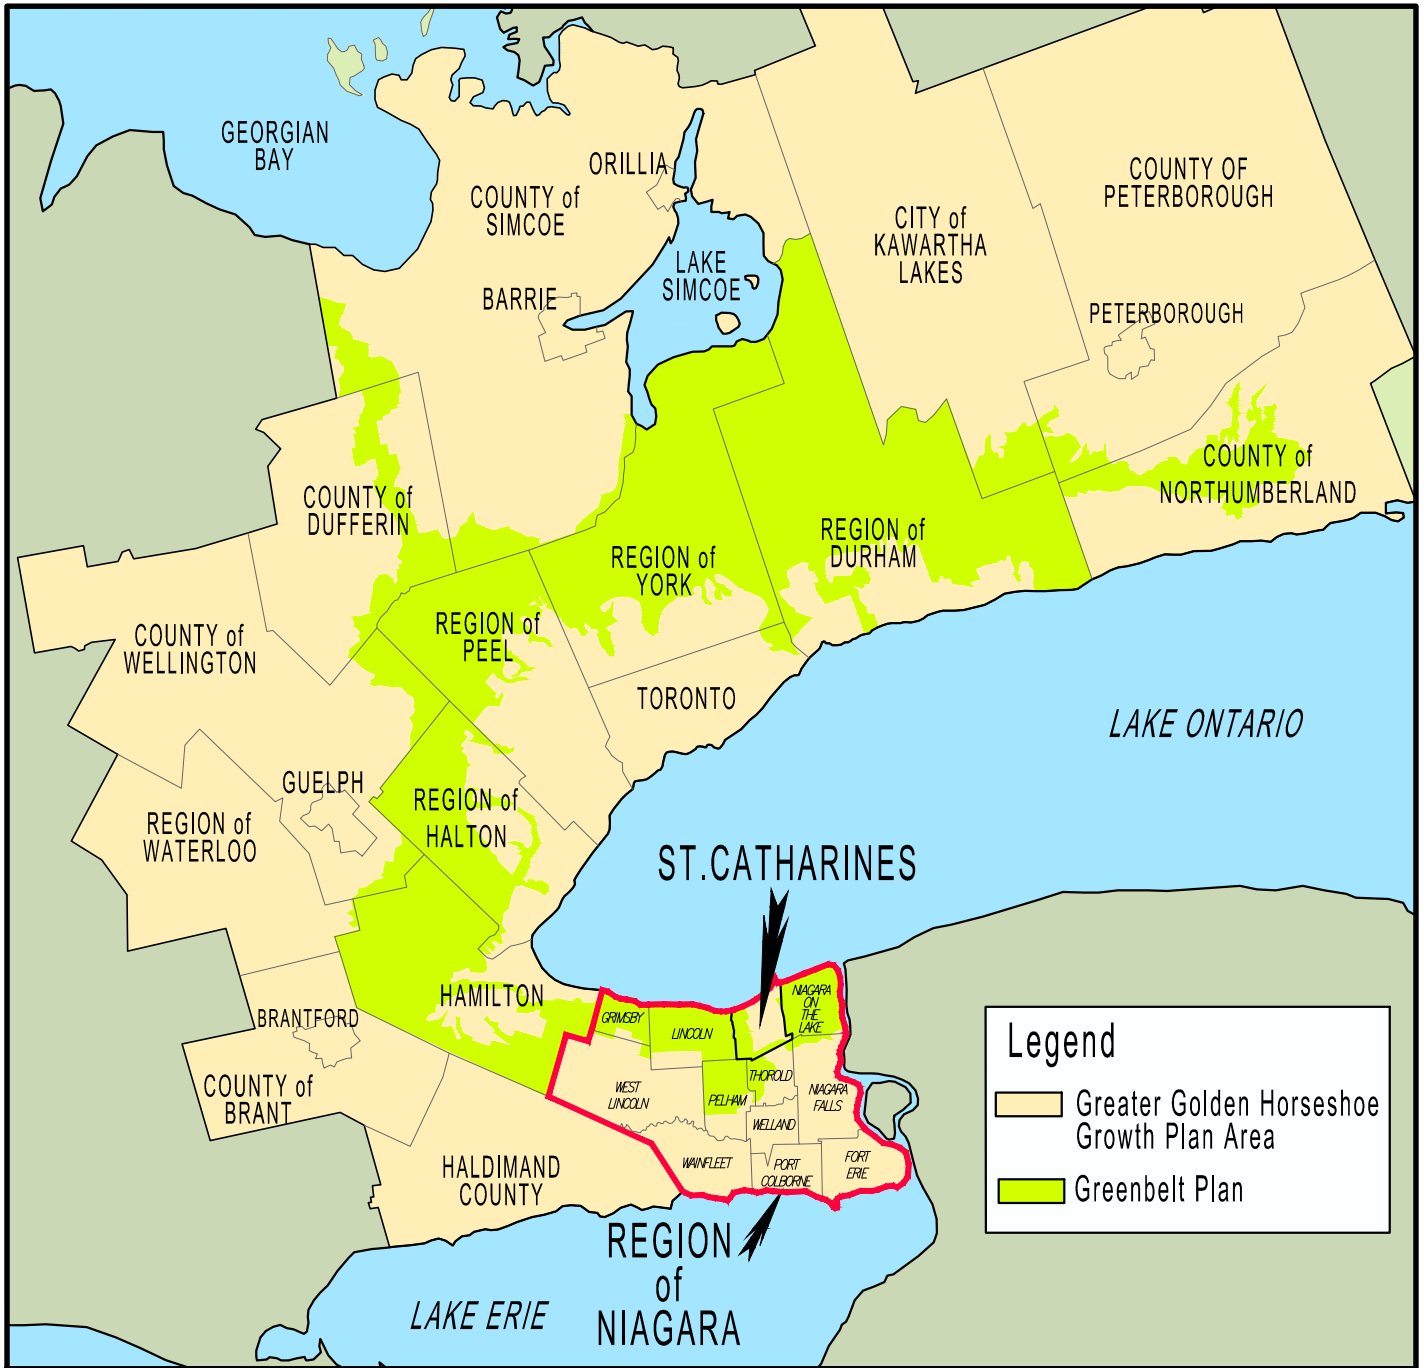 GEORGIAN
BAY
ORILLIA
COUNTY of
SIMCOE
COUNTY OF
PETERBOROUGH
CITY of
KAWARTHA
LAKES
LAKE
SIMCOE
BARRIE
PETERBOROUGH
COUNTY of
DUFFERIN
COUNTY of
NORTHUMBERLAND
REGION of
YORK
REGION of
DURHAM
COUNTY of
WELLINGTON
REGION of
PEEL
TORONTO
LAKE ONTARIO
GUELPH
REGION of
HALTON
REGION of
WATERLOO
ST.CATHARINES
HAMILTON
BRANTFORD
GRIMSBY
LINCOLN
NIAGARA
ON
THE
LAKE
COUNTY of
BRANT
WEST
LINCOLN
PELHAM
THOROLD
NIAGARA
FALLS
WELLAND
HALDIMAND
COUNTY
WAINFLEET
PORT
COLBORNE
FORT
ERIE
REGION
of
NIAGARA
LAKE ERIE
Legend
Greater Golden Horseshoe
Growth Plan Area
Greenbelt Plan